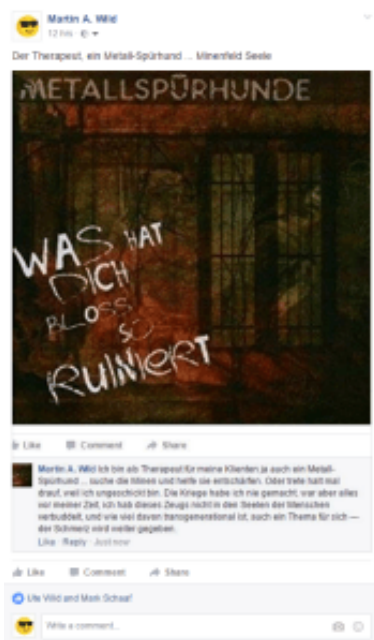 Martin A. Wild
12 hrs
Der Therapeut, ein Metall-Spürhund ... Minenfeld Seele
METALLSPÜRHUNDE
WAS HAT
DICH
BLOSS
SO
RUINIERT
Like Comment Share
Martin A. Wild Ich bin als Therapeut für meine Klienten ja auch ein Metall-
Spürhund ... suche die Minen und helfe sie entschärfen. Oder trete halt mal
drauf, weil ich ungeschickt bin. Die Kriege habe ich nie gemacht, war aber alles
vor meiner Zeit, ich hab dieses Zeugs nicht in den Seelen der Menschen
verbuddelt, und wie viel davon transgenerational ist, auch ein Thema für sich —
der Schmerz wird weiter gegeben.
Like · Reply · Just now
Like Comment Share
Ute Wild and Mark Schaaf
Write a comment...